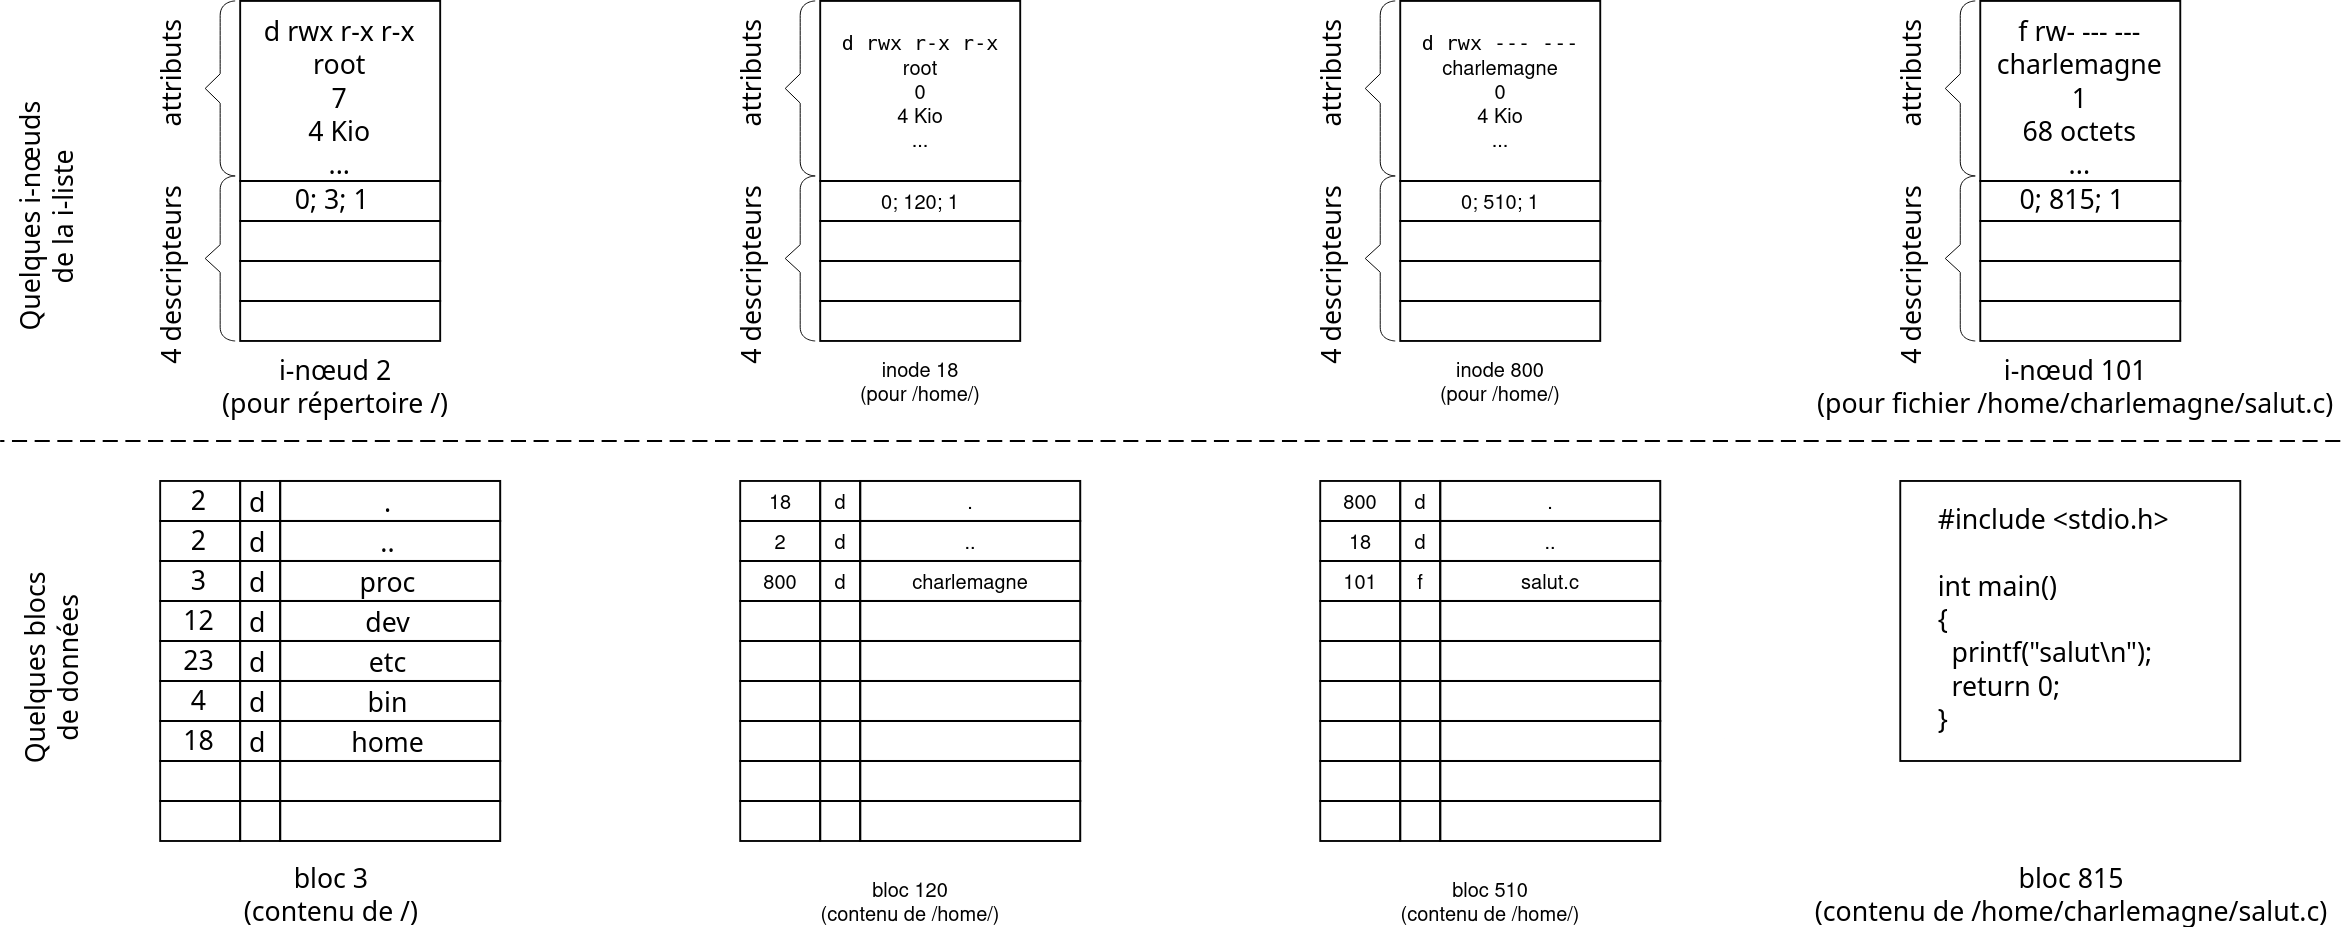 Quelques i-nœuds
de la i-liste
attributs
d rwx r-x r-x
root
7
4 Kio
...
4 descripteurs
0; 3; 1
i-nœud 2
(pour répertoire /)
attributs
d rwx r-x r-x
root
0
4 Kio
...
4 descripteurs
0; 120; 1
inode 18
(pour /home/)
attributs
d rwx --- ---
charlemagne
0
4 Kio
...
4 descripteurs
0; 510; 1
inode 800
(pour /home/)
attributs
f rw- --- ---
charlemagne
1
68 octets
...
4 descripteurs
0; 815; 1
i-nœud 101
(pour fichier /home/charlemagne/salut.c)
Quelques blocs
de données
2 d .
2 d ..
3 d proc
12 d dev
23 d etc
4 d bin
18 d home
bloc 3
(contenu de /)
18 d .
2 d ..
800 d charlemagne
bloc 120
(contenu de /home/)
800 d .
18 d ..
101 f salut.c
bloc 510
(contenu de /home/)
#include <stdio.h>
int main()
{
printf("salut\n");
return 0;
}
bloc 815
(contenu de /home/charlemagne/salut.c)